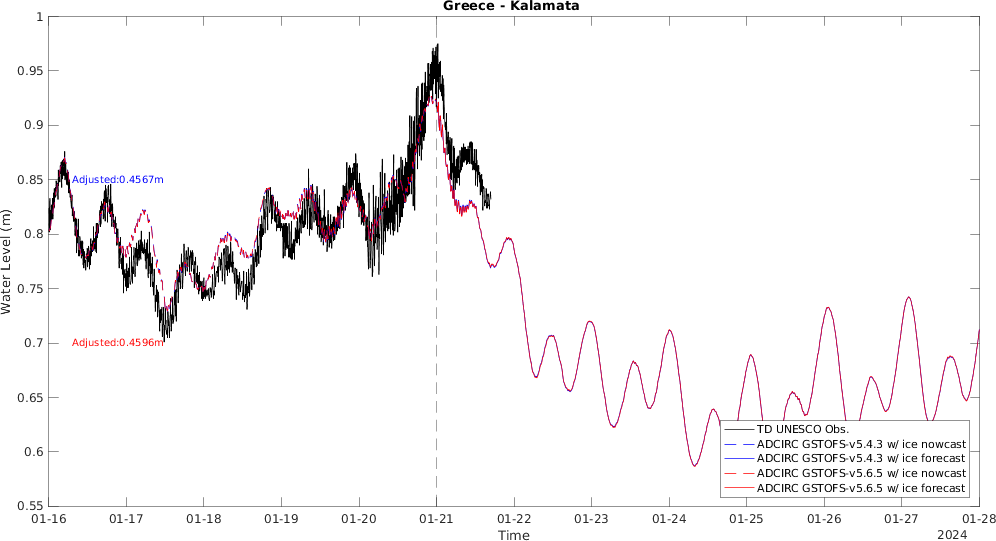 Greece - Kalamata
1
0.95
0.9
0.85
0.8
0.75
0.7
0.65
0.6
0.55
Water Level (m)
Adjusted:0.4567m
Adjusted:0.4596m
TD UNESCO Obs.
ADCIRC GSTOFS-v5.4.3 w/ ice nowcast
ADCIRC GSTOFS-v5.4.3 w/ ice forecast
ADCIRC GSTOFS-v5.6.5 w/ ice nowcast
ADCIRC GSTOFS-v5.6.5 w/ ice forecast
01-16 01-17 01-18 01-19 01-20 01-21 01-22 01-23 01-24 01-25 01-26 01-27 01-28
Time
2024